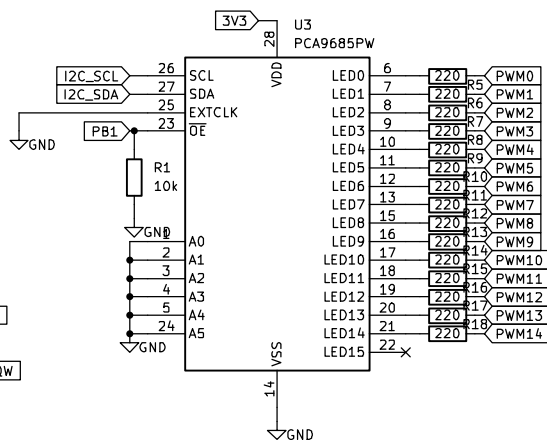 3V3
U3
PCA9685PW
28
VDD
I2C_SCL 26 SCL LED0 6 220 PWM0
R5
I2C_SDA 27 SDA LED1 7 220 PWM1
R6
25 EXTCLK LED2 8 220 PWM2
R7
GND PB1 23 OE LED3 9 220 PWM3
R8
LED4 10 220 PWM4
R9
R1 LED5 11 220 PWM5
R10
10k LED6 12 220 PWM6
R11
LED7 13 220 PWM7
R12
GND LED8 15 220 PWM8
R13
1 A0 LED9 16 220 PWM9
R14
2 A1 LED10 17 220 PWM10
R15
3 A2 LED11 18 220 PWM11
R16
4 A3 LED12 19 220 PWM12
R17
5 A4 LED13 20 220 PWM13
R18
24 A5 LED14 21 220 PWM14
GND LED15 22
VSS
14
QW
GND